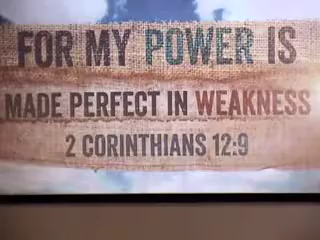 FOR MY POWER IS
MADE PERFECT IN WEAKNESS
2 CORINTHIANS 12:9